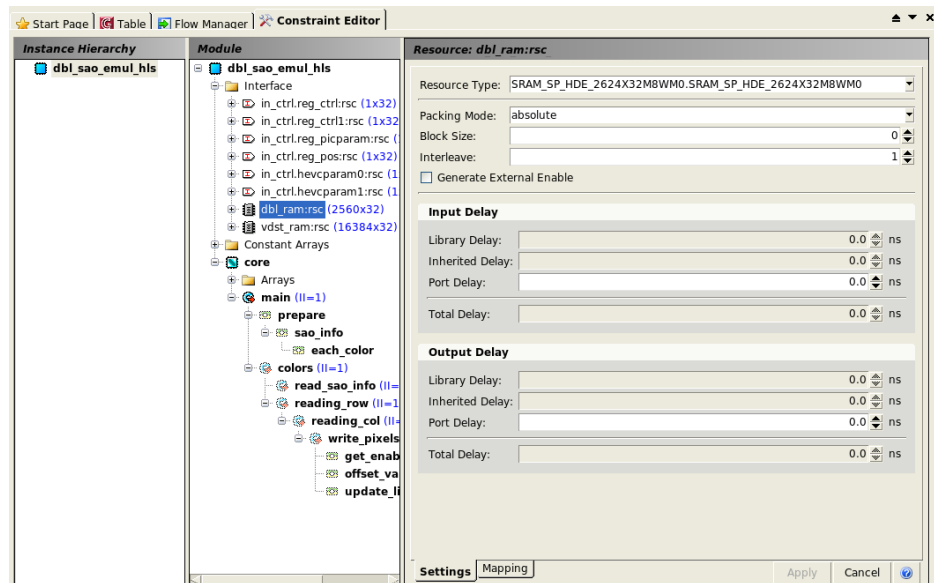 Start Page Table Flow Manager Constraint Editor
Instance Hierarchy
dbl_sao_emul_hls
Module
dbl_sao_emul_hls
Interface
in_ctrl.reg_ctrl:rsc (1x32)
in_ctrl.reg_ctrl1:rsc (1x32
in_ctrl.reg_picparam:rsc (
in_ctrl.reg_pos:rsc (1x32)
in_ctrl.hevcparam0:rsc (1
in_ctrl.hevcparam1:rsc (1
dbl_ram:rsc (2560x32)
vdst_ram:rsc (16384x32)
Constant Arrays
core
Arrays
main (II=1)
prepare
sao_info
each_color
colors (II=1)
read_sao_info (II=
reading_row (II=1
reading_col (II=
write_pixels
get_enab
offset_va
update_li
Resource: dbl_ram:rsc
Resource Type: SRAM_SP_HDE_2624X32M8WM0.SRAM_SP_HDE_2624X32M8WM0
Packing Mode: absolute
Block Size: 0
Interleave: 1
Generate External Enable
Input Delay
Library Delay: 0.0 ns
Inherited Delay: 0.0 ns
Port Delay: 0.0 ns
Total Delay: 0.0 ns
Output Delay
Library Delay: 0.0 ns
Inherited Delay: 0.0 ns
Port Delay: 0.0 ns
Total Delay: 0.0 ns
Settings Mapping Apply Cancel